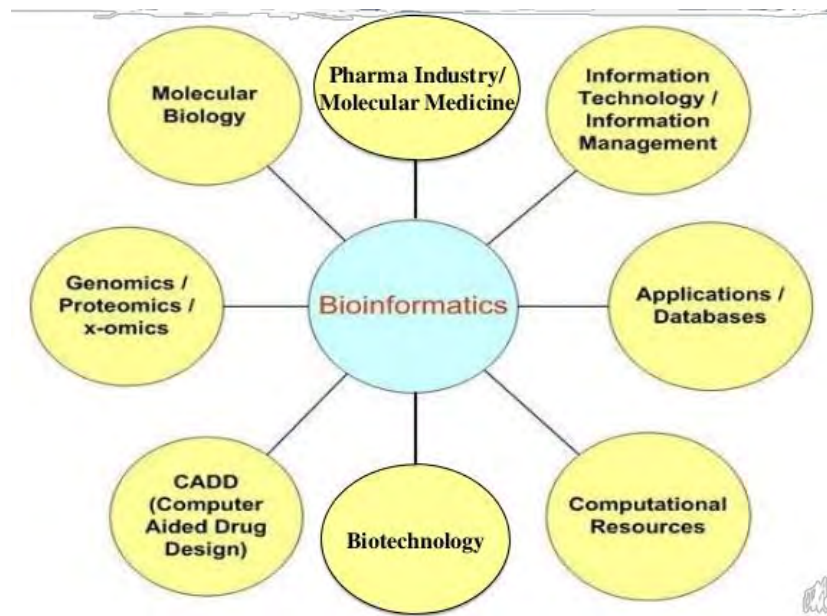 Pharma Industry/
Molecular Medicine
Information
Technology /
Information
Management
Applications /
Databases
Computational
Resources
Biotechnology
CADD
(Computer
Aided Drug
Design)
Genomics /
Proteomics /
x-omics
Molecular
Biology
Bioinformatics